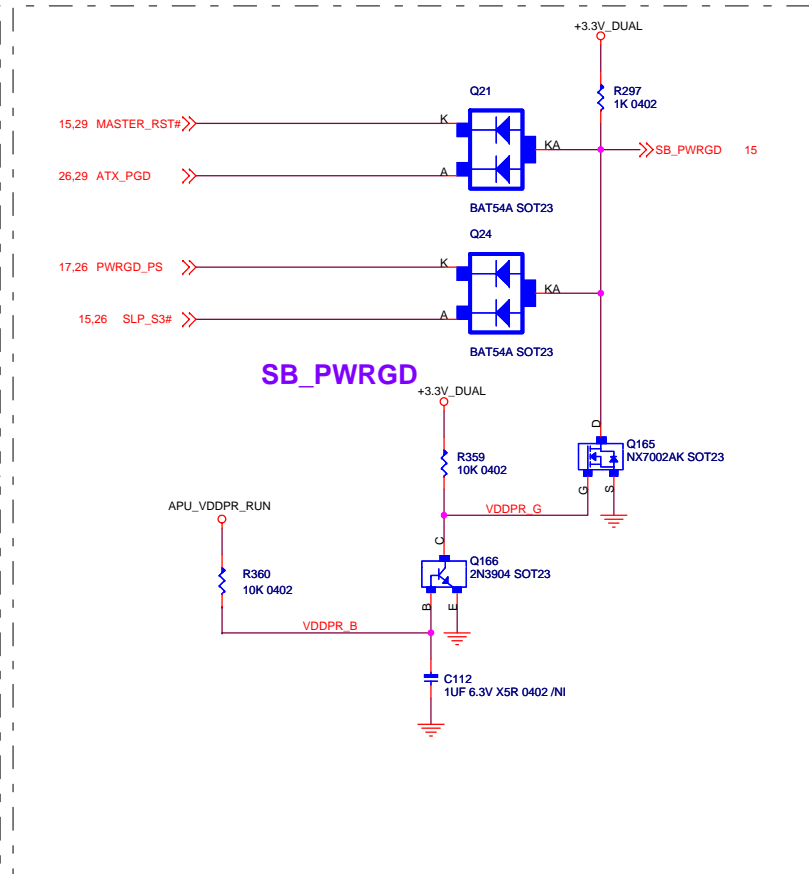 +3.3V_DUAL
Q21
R297
1K 0402
15,29 MASTER_RST#
K
KA
SB_PWRGD 15
26,29 ATX_PGD
A
BAT54A SOT23
Q24
17,26 PWRGD_PS
K
KA
15,26 SLP_S3#
A
BAT54A SOT23
SB_PWRGD
+3.3V_DUAL
D
Q165
NX7002AK SOT23
R359
10K 0402
G
S
APU_VDDPR_RUN
VDDPR_G
C
Q166
2N3904 SOT23
R360
10K 0402
B
E
VDDPR_B
C112
1UF 6.3V X5R 0402 /NI